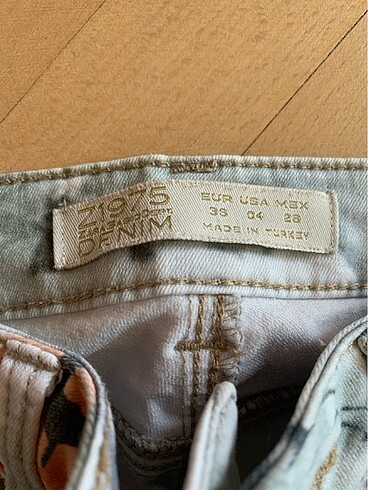 Z1975
DENIM
EUR USA MEX
36 04 26
MADE IN TURKEY